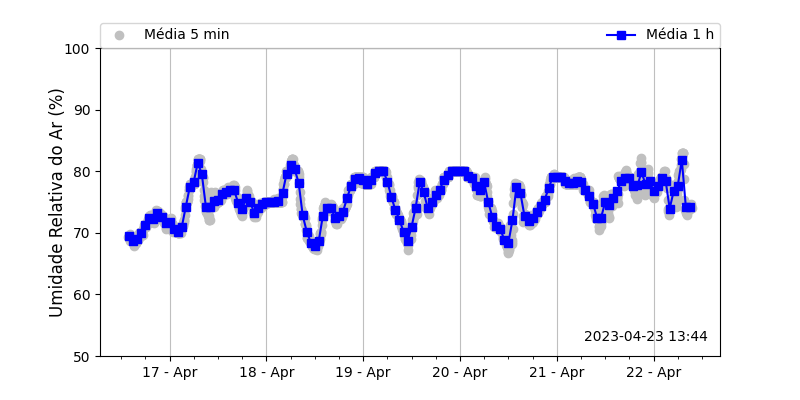 Média 5 min
Média 1 h
Umidade Relativa do Ar (%)
100
90
80
70
60
50
2023-04-23 13:44
17 - Apr
18 - Apr
19 - Apr
20 - Apr
21 - Apr
22 - Apr